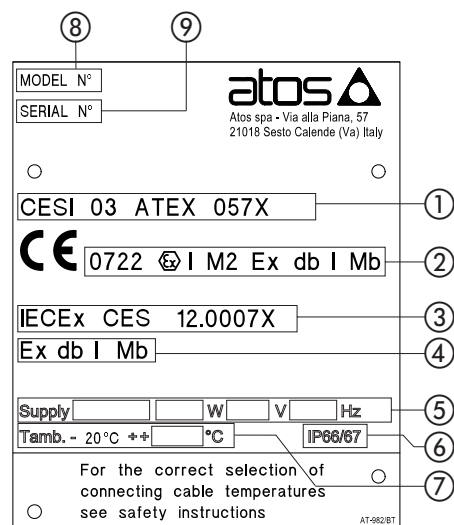 ⑧ ⑨
MODEL N°
SERIAL N°
atos
Atos spa - Via alla Piana, 57
21018 Sesto Calende (Va) Italy
CESI 03 ATEX 057X ①
CE 0722 Ex I M2 Ex db I Mb ②
IECEx CES 12.0007X ③
Ex db I Mb ④
Supply W V Hz ⑤
Tamb. - 20°C ++ °C IP66/67 ⑥
⑦
For the correct selection of
connecting cable temperatures
see safety instructions
AT-982/BT